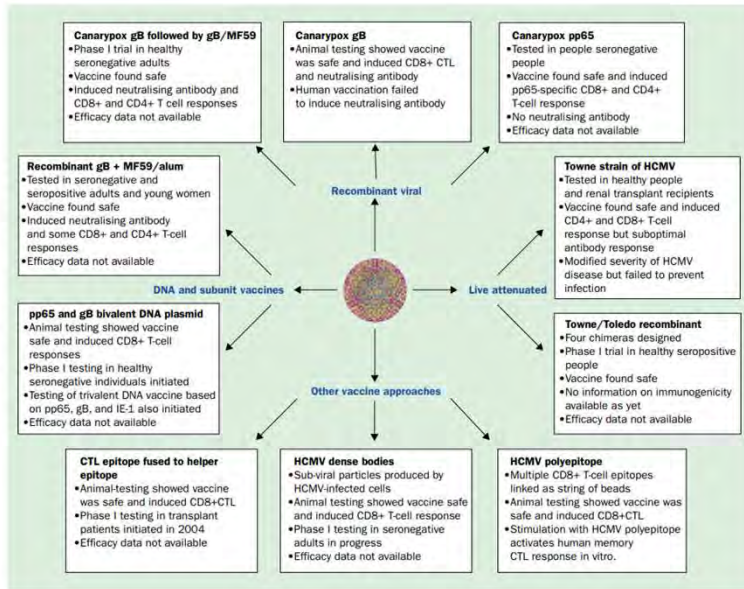 Canarypox gB followed by gB/MF59
•Phase I trial in healthy
seronegative adults
•Vaccine found safe
•Induced neutralising antibody and
CD8+ and CD4+ T cell responses
•Efficacy data not available
Canarypox gB
•Animal testing showed vaccine
was safe and induced CD8+ CTL
and neutralising antibody
•Human vaccination failed
to induce neutralising antibody
Canarypox pp65
•Tested in people seronegative
people
•Vaccine found safe and induced
pp65-specific CD8+ and CD4+
T-cell response
•No neutralising antibody
•Efficacy data not available
Recombinant gB + MF59/alum
•Tested in seronegative and
seropositive adults and young women
•Vaccine found safe
•Induced neutralising antibody
and some CD8+ and CD4+ T-cell
responses
•Efficacy data not available
Recombinant viral
Towne strain of HCMV
•Tested in healthy people
and renal transplant recipients
•Vaccine found safe and induced
CD4+ and CD8+ T-cell
response but suboptimal
antibody response
•Modified severity of HCMV
disease but failed to prevent
infection
DNA and subunit vaccines
Live attenuated
pp65 and gB bivalent DNA plasmid
•Animal testing showed vaccine
safe and induced CD8+ T-cell
responses
•Phase I testing in healthy
seronegative individuals initiated
•Testing of trivalent DNA vaccine based
on pp65, gB, and IE-1 also initiated
•Efficacy data not available
Towne/Toledo recombinant
•Four chimeras designed
•Phase I trial in healthy seropositive
people
•Vaccine found safe
•No information on immunogenicity
available as yet
•Efficacy data not available
Other vaccine approaches
CTL epitope fused to helper
epitope
•Animal-testing showed vaccine
was safe and induced CD8+CTL
•Phase I testing in transplant
patients initiated in 2004
•Efficacy data not available
HCMV dense bodies
•Sub-viral particles produced by
HCMV-infected cells
•Animal testing showed vaccine safe
and induced CD8+ T-cell response
•Phase I testing in seronegative
adults in progress
•Efficacy data not available
HCMV polyepitope
•Multiple CD8+ T-cell epitopes
linked as string of beads
•Animal testing showed vaccine was
safe and induced CD8+CTL
•Stimulation with HCMV polyepitope
activates human memory
CTL response in vitro.